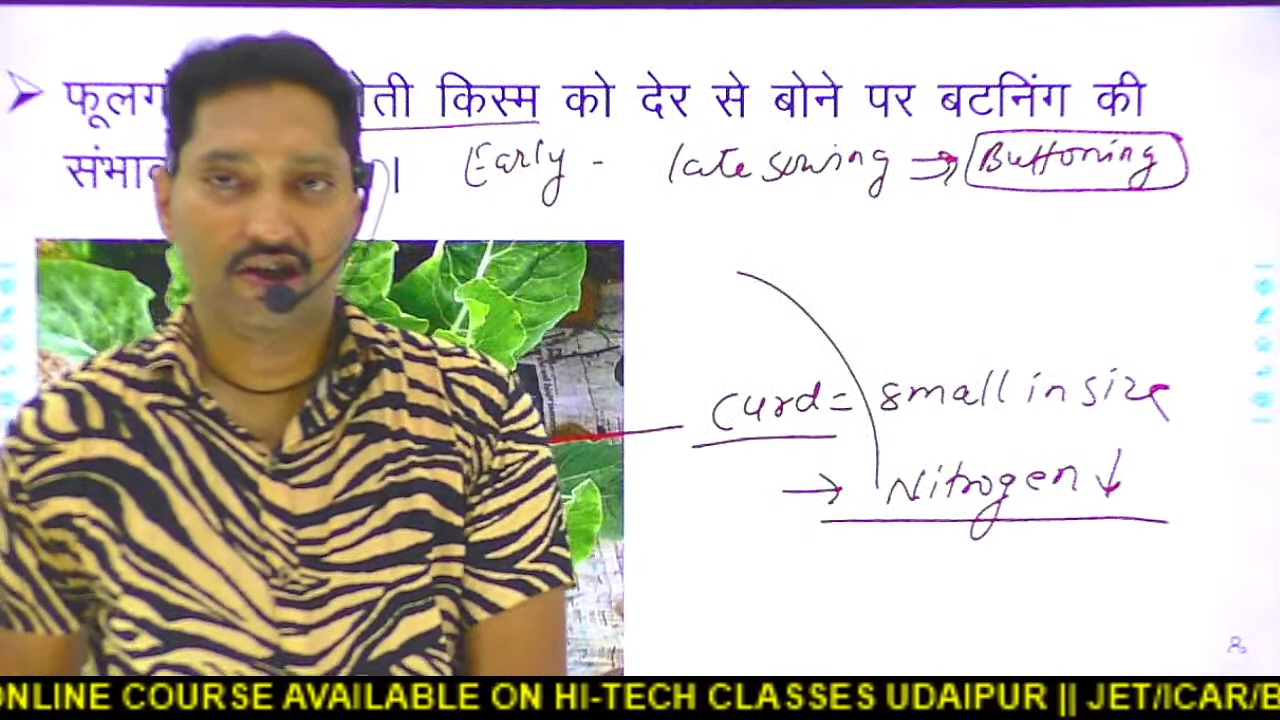 फूलग ेती किस्म को देर से बोने पर बटनिंग की
संभाव ।
Early - late sowing → Buttoning
Curd = small in size
→ Nitrogen ↓
ONLINE COURSE AVAILABLE ON HI-TECH CLASSES UDAIPUR || JET/ICAR/B